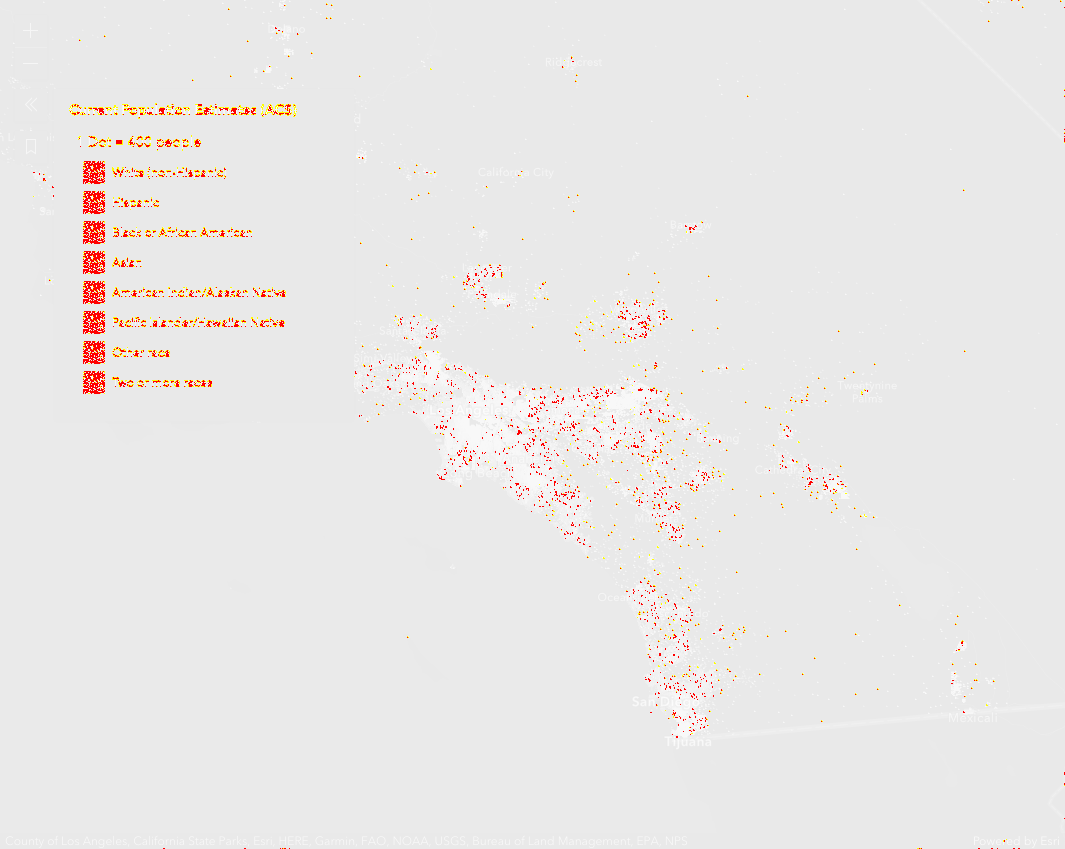 Current Population Estimates (ACS)
1 Dot = 400 people
White (non-Hispanic)
Hispanic
Black or African American
Asian
American Indian/Alaskan Native
Pacific Islander/Hawaiian Native
Other race
Two or more races
California City
Twentynine
Palms
Tijuana
Mexicali
County of Los Angeles, California State Parks, Esri, HERE, Garmin, FAO, NOAA, USGS, Bureau of Land Management, EPA, NPS
Powered by Esri